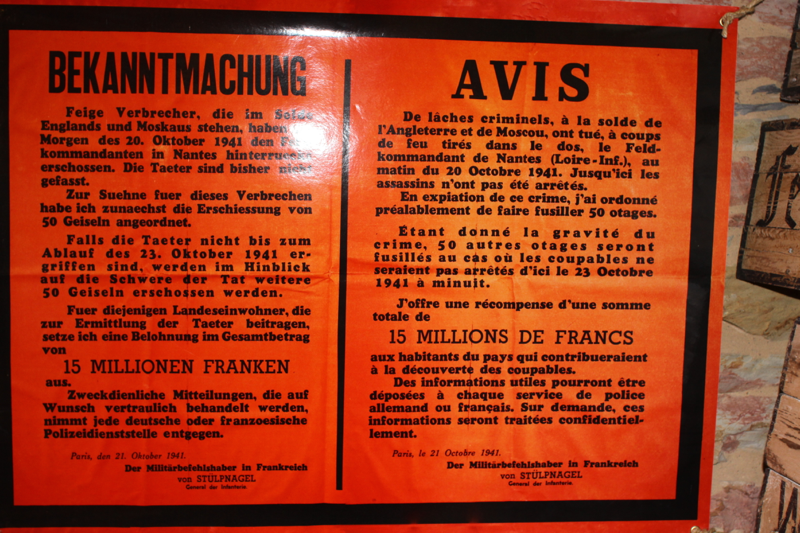 BEKANNTMACHUNG
Feige Verbrecher, die im Solde
Englands und Moskaus stehen, haben
Morgen des 20. Oktober 1941 den
kommandanten in Nantes hinterruecks
erschossen. Die Taeter sind bisher nicht
gefasst.
Zur Suehne fuer dieses Verbrechen
habe ich zunaechst die Erschiessung von
50 Geiseln angeordnet.
Falls die Taeter nicht bis zum
Ablauf des 23. Oktober 1941 er-
griffen sind, werden im Hinblick
auf die Schwere der Tat weitere
50 Geiseln erschossen werden.
Fuer diejenigen Landeseinwohner, die
zur Ermittlung der Taeter beitragen,
setze ich eine Belohnung im Gesamtbetrag
von
15 MILLIONEN FRANKEN
aus.
Zweckdienliche Mitteilungen, die auf
Wunsch vertraulich behandelt werden,
nimmt jede deutsche oder franzoesische
Polizeidienststelle entgegen.
Paris, den 21. Oktober 1941.
Der Militärbefehlshaber in Frankreich
von STÜLPNAGEL
General der Infanterie.
AVIS
De lâches criminels, à la solde de
l'Angleterre et de Moscou, ont tué, à coups
de feu tirés dans le dos, le Feld-
kommandant de Nantes (Loire-Inf.), au
matin du 20 Octobre 1941. Jusqu'ici les
assassins n'ont pas été arrêtés.
En expiation de ce crime, j'ai ordonné
préalablement de faire fusiller 50 otages.
Étant donné la gravité du
crime, 50 autres otages seront
fusillés au cas où les coupables ne
seraient pas arrêtés d'ici le 23 Octobre
1941 à minuit.
J'offre une récompense d'une somme
totale de
15 MILLIONS DE FRANCS
aux habitants du pays qui contribueraient
à la découverte des coupables.
Des informations utiles pourront être
déposées à chaque service de police
allemand ou français. Sur demande, ces
informations seront traitées confidentiel-
lement.
Paris, le 21 Octobre 1941.
Der Militärbefehlshaber in Frankreich
von STÜLPNAGEL
General der Infanterie.